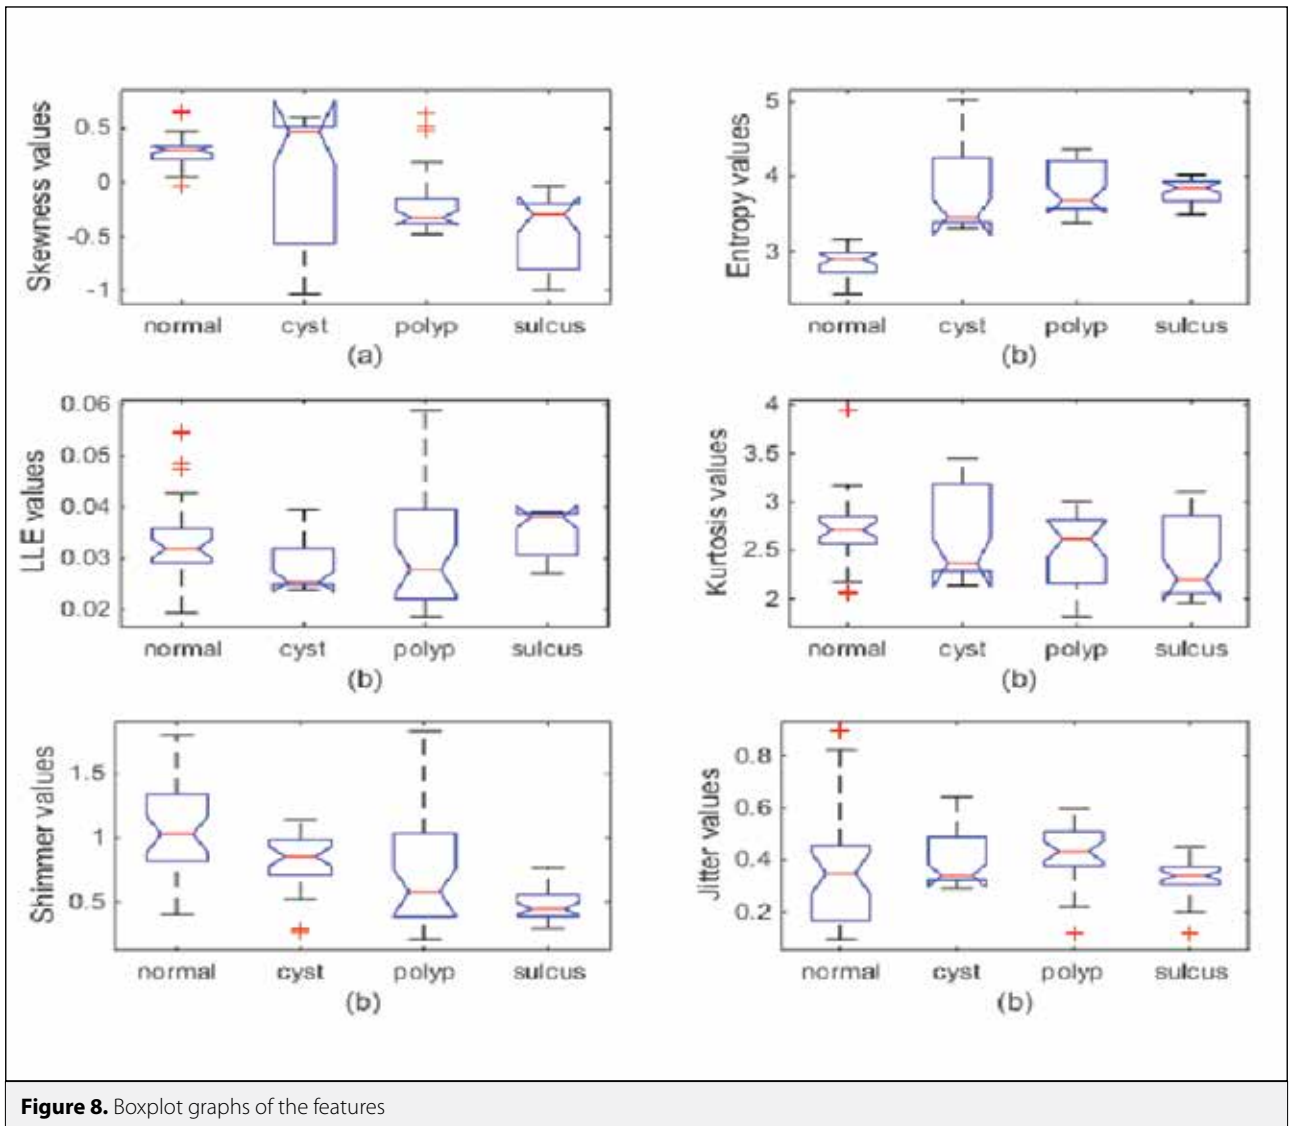 Skewness values
0.5
0
-0.5
-1
normal cyst polyp sulcus
(a)
Entropy values
5
4
3
normal cyst polyp sulcus
(b)
LLE values
0.06
0.05
0.04
0.03
0.02
normal cyst polyp sulcus
(b)
Kurtosis values
4
3.5
3
2.5
2
normal cyst polyp sulcus
(b)
Shimmer values
1.5
1
0.5
normal cyst polyp sulcus
(b)
Jitter values
0.8
0.6
0.4
0.2
normal cyst polyp sulcus
(b)
Figure 8. Boxplot graphs of the features